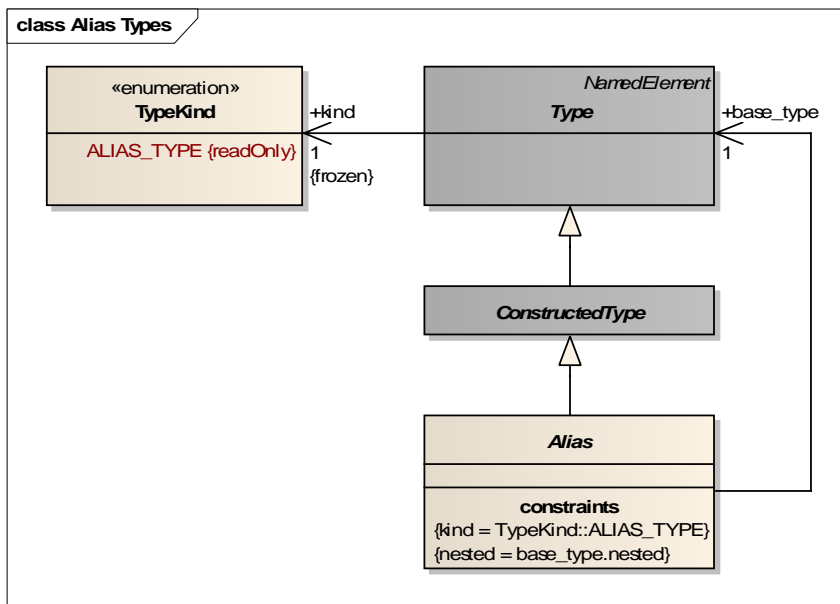 class Alias Types
«enumeration»
TypeKind
ALIAS_TYPE {readOnly}
+kind
1
{frozen}
NamedElement
Type
+base_type
1
ConstructedType
Alias
constraints
{kind = TypeKind::ALIAS_TYPE}
{nested = base_type.nested}